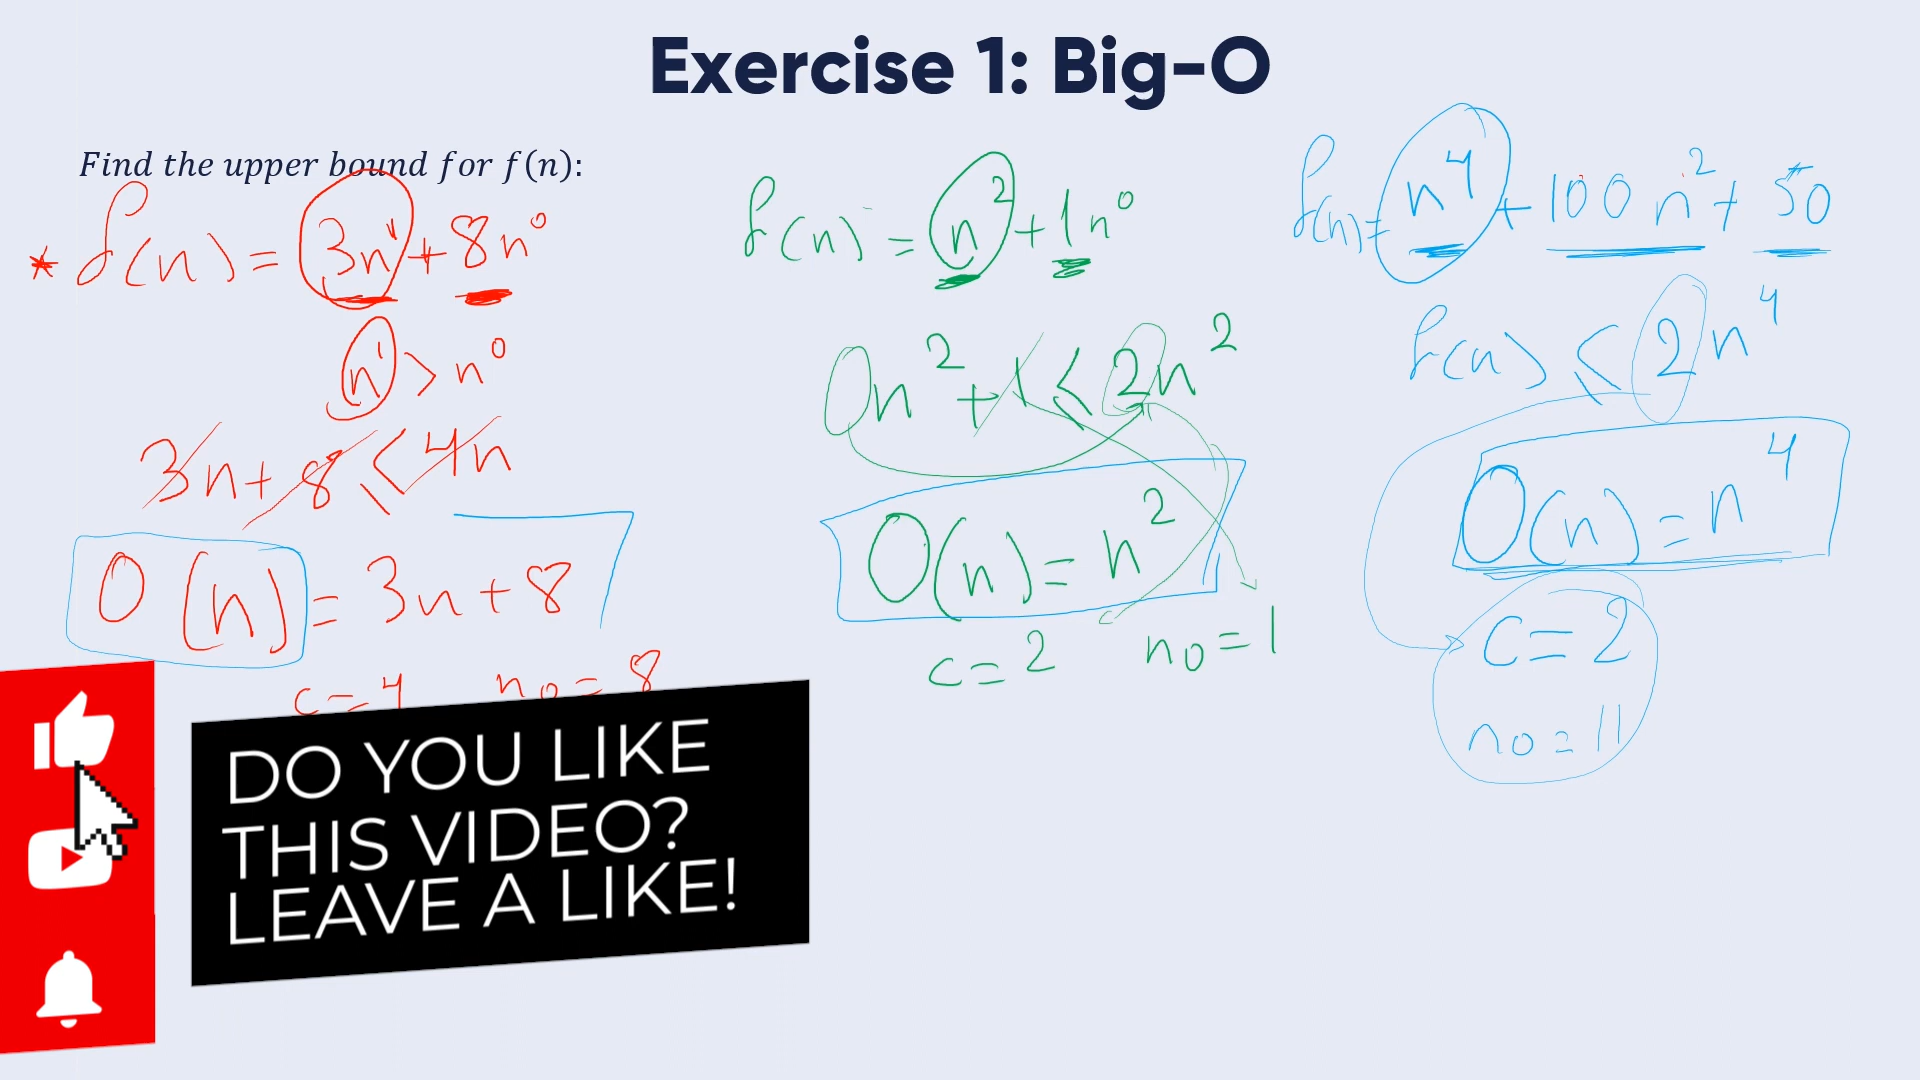 Exercise 1: Big-O
Find the upper bound for f(n):
* f(n) = 3n¹ + 8n⁰
n¹ > n⁰
3n + 8 ≤ 4n
O(n) = 3n + 8
c = 4 n₀ = 8
f(n) = n² + 1n⁰
n² + 1 ≤ 2n²
O(n) = n²
c = 2 n₀ = 1
f(n) = n⁴ + 100n² + 50
f(n) ≤ 2n⁴
O(n) = n⁴
c = 2
n₀ = 11
DO YOU LIKE
THIS VIDEO?
LEAVE A LIKE!